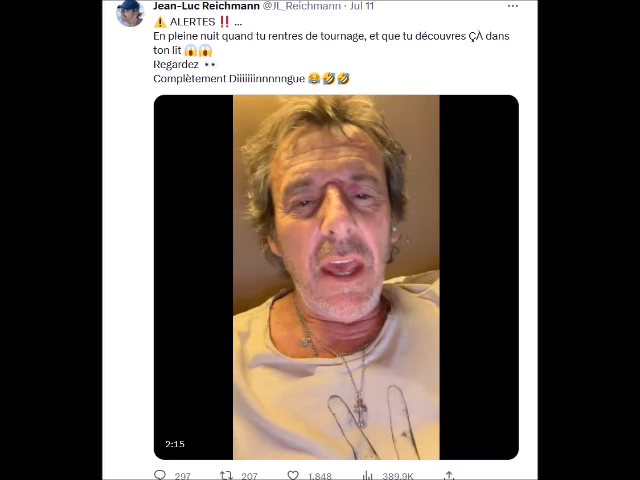 Jean-Luc Reichmann @JL_Reichmann · Jul 11
⚠️ ALERTES ‼️ ...
En pleine nuit quand tu rentres de tournage, et que tu découvres ÇÀ dans
ton lit 😱😱
Regardez 👀
Complètement Diiiiiiinnnnngue 😂🤣🤣
2:15
297 207 1,848 389.9K